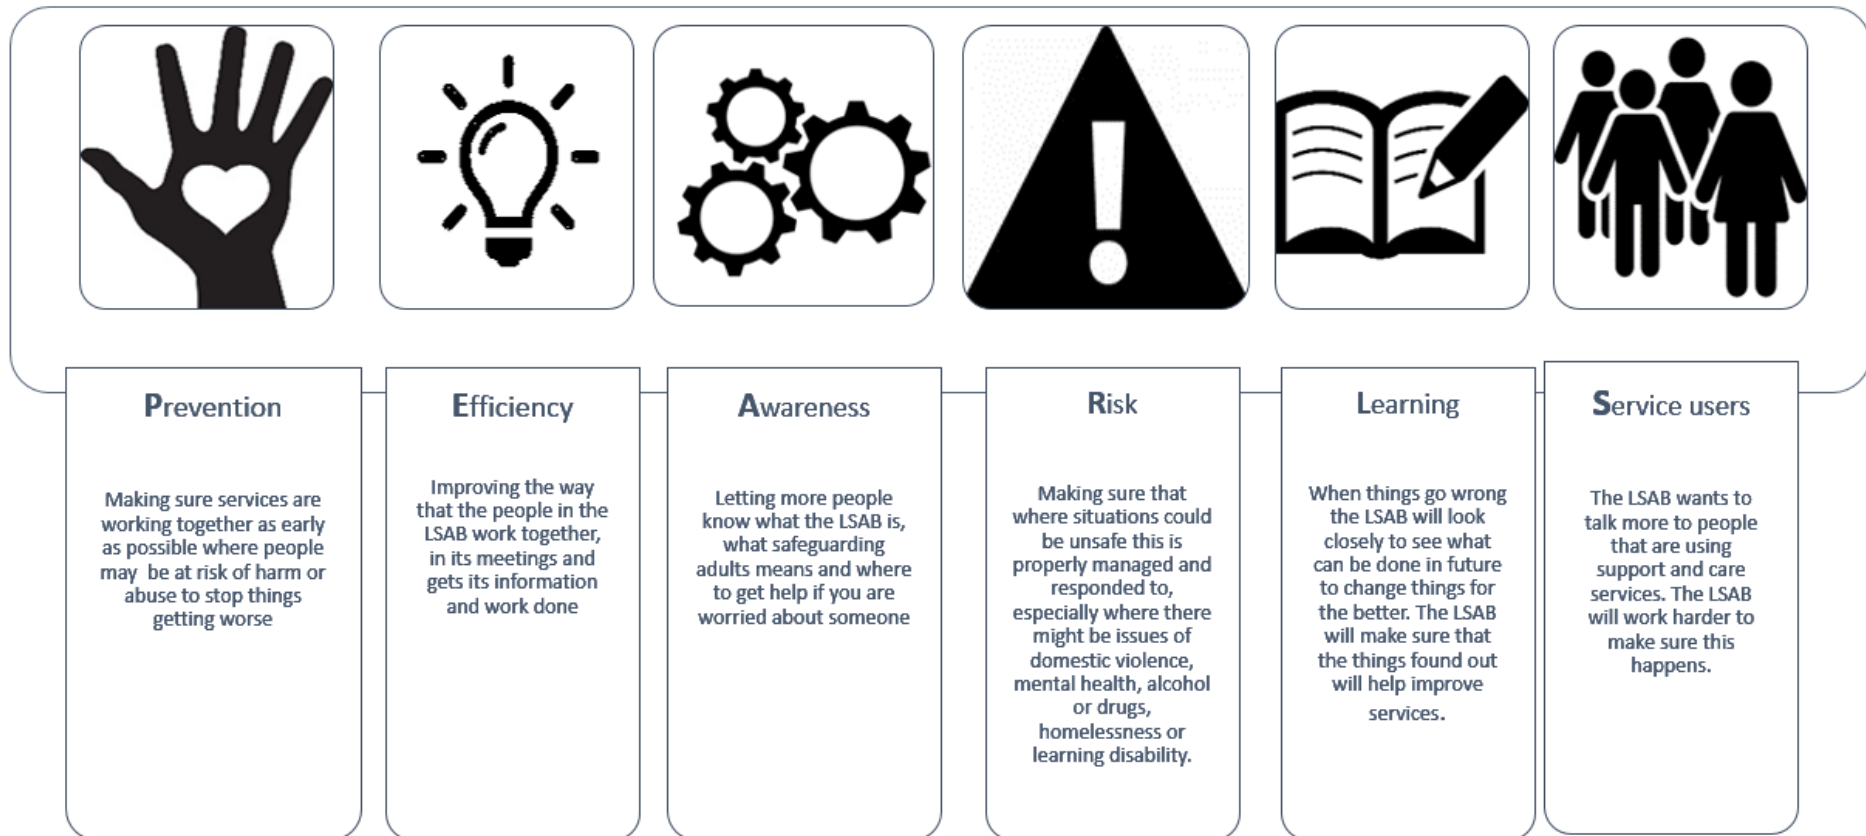 Prevention
Making sure services are
working together as early
as possible where people
may  be at risk of harm or
abuse to stop things
getting worse
Efficiency
Improving the way
that the people in the
LSAB work together,
in its meetings and
gets its information
and work done
Awareness
Letting more people
know what the LSAB is,
what safeguarding
adults means and where
to get help if you are
worried about someone
Risk
Making sure that
where situations could
be unsafe this is
properly managed and
responded to,
especially where there
might be issues of
domestic violence,
mental health, alcohol
or drugs,
homelessness or
learning disability.
Learning
When things go wrong
the LSAB will look
closely to see what
can be done in future
to change things for
the better. The LSAB
will make sure that
the things found out
will help improve
services.
Service users
The LSAB wants to
talk more to people
that are using
support and care
services. The LSAB
will work harder to
make sure this
happens.